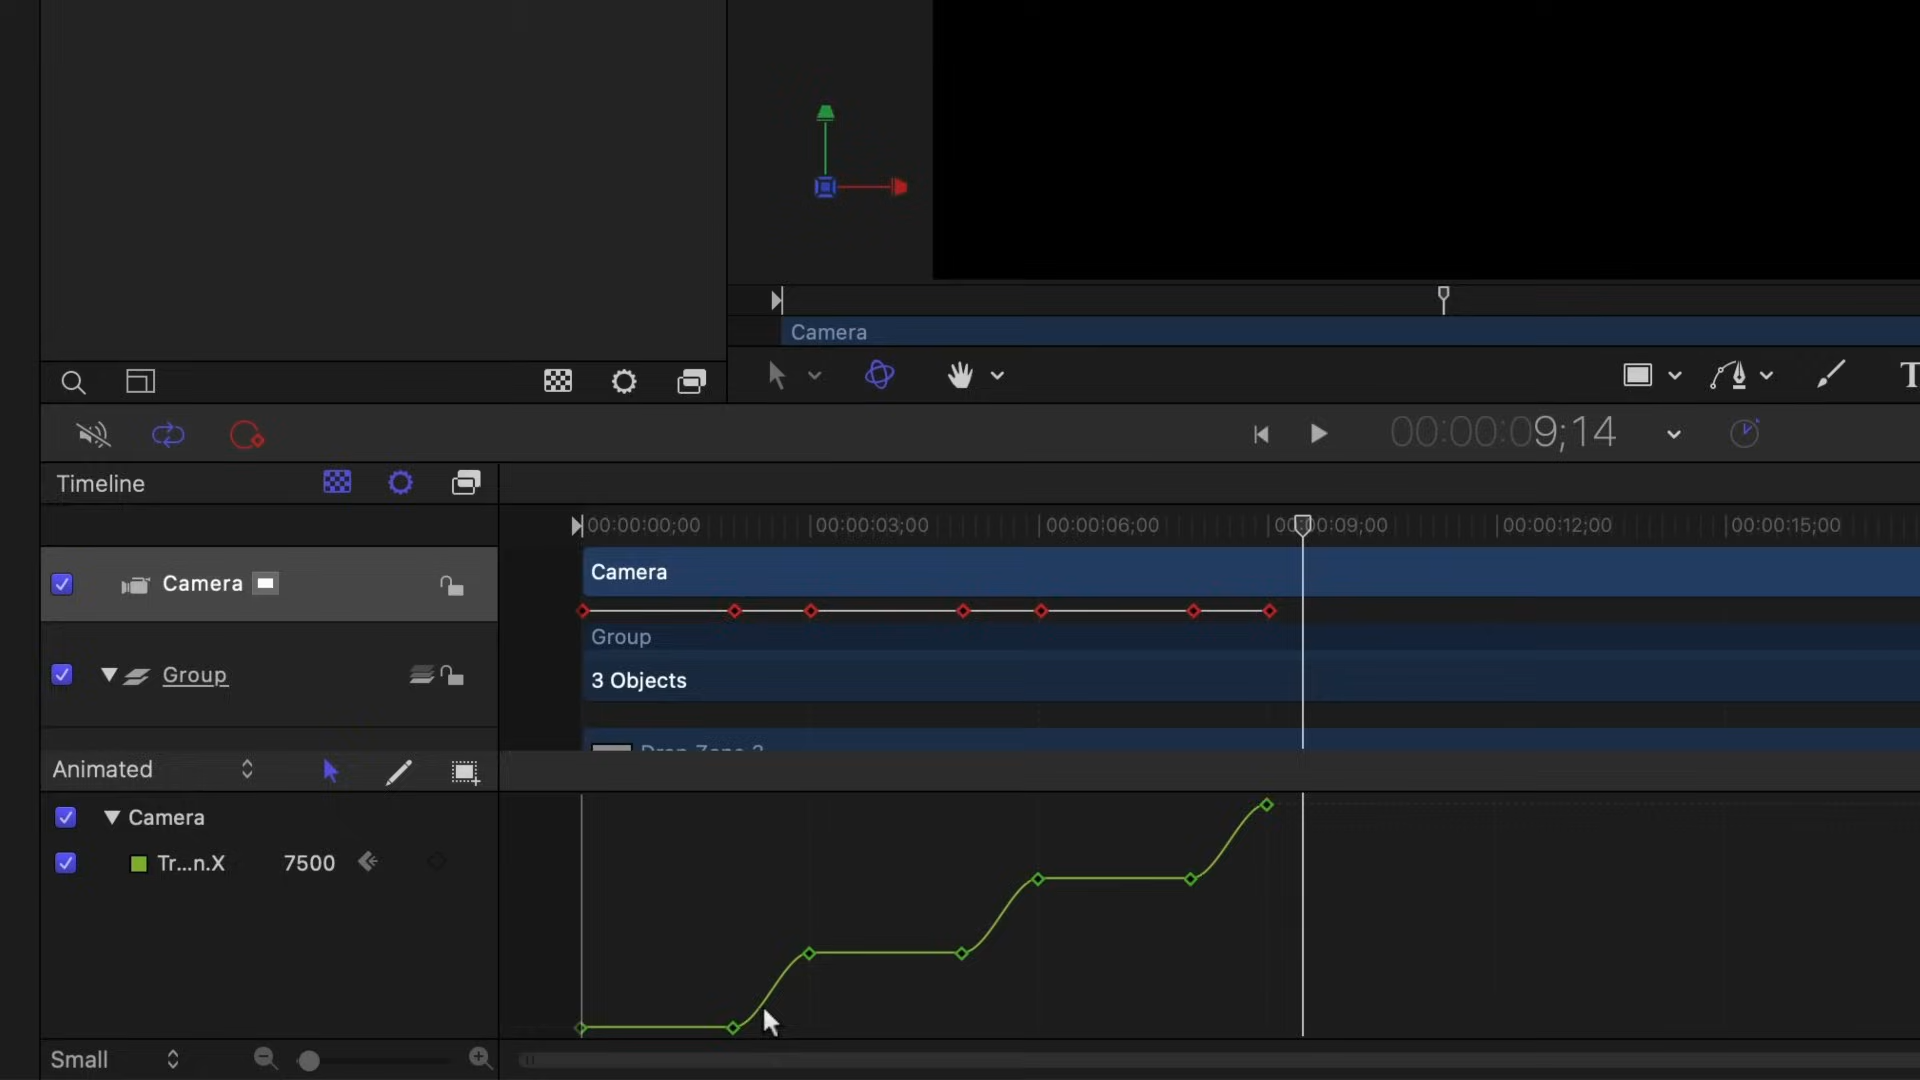 Camera
T
00:00:09;14
Timeline
00:00:00;00 00:00:03;00 00:00:06;00 00:00:09;00 00:00:12;00 00:00:15;00
Camera
Camera
Group
Group
3 Objects
Drop Zone 2
Animated
Camera
Tr...n.X 7500
Small